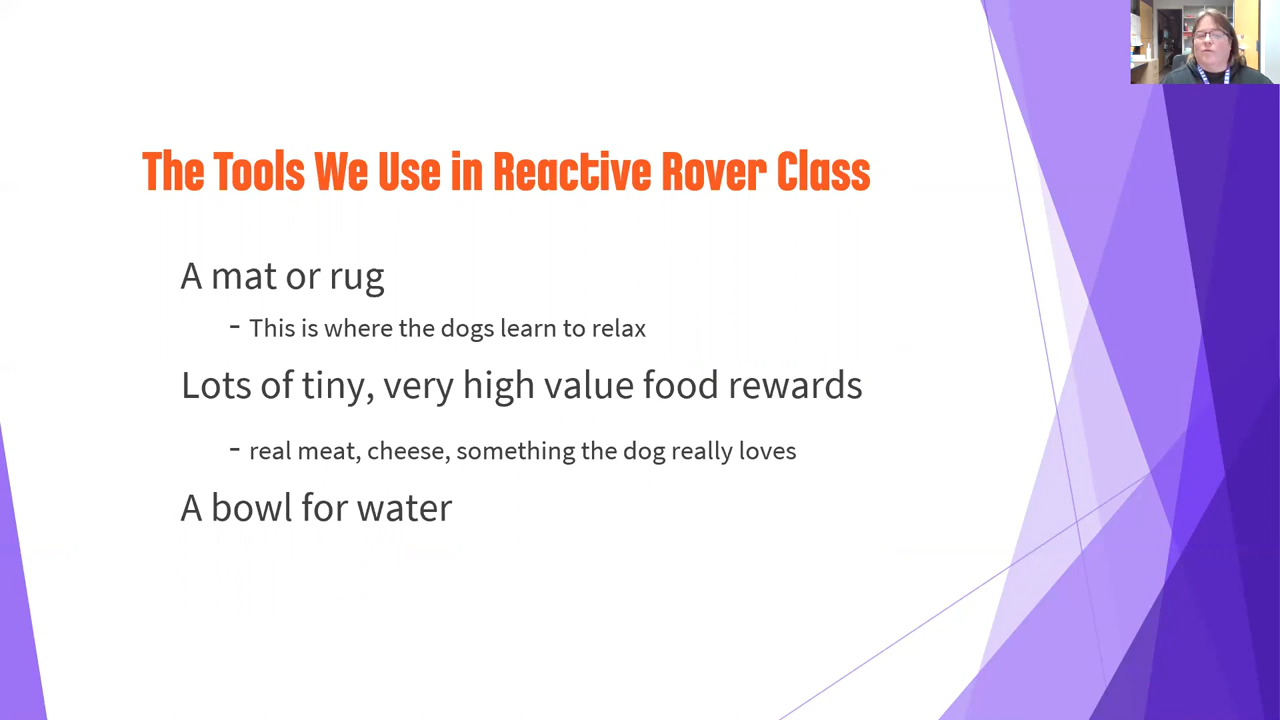 The Tools We Use in Reactive Rover Class
A mat or rug
- This is where the dogs learn to relax
Lots of tiny, very high value food rewards
- real meat, cheese, something the dog really loves
A bowl for water